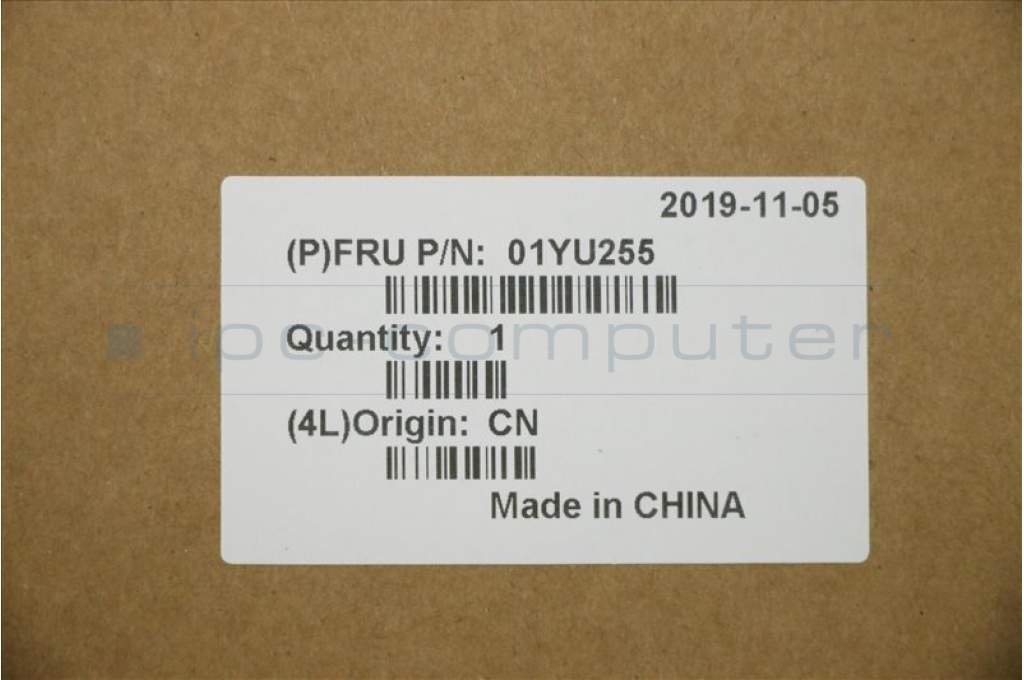 2019-11-05
(P)FRU P/N: 01YU255
Quantity: 1
ipc computer
(4L)Origin: CN
Made in CHINA